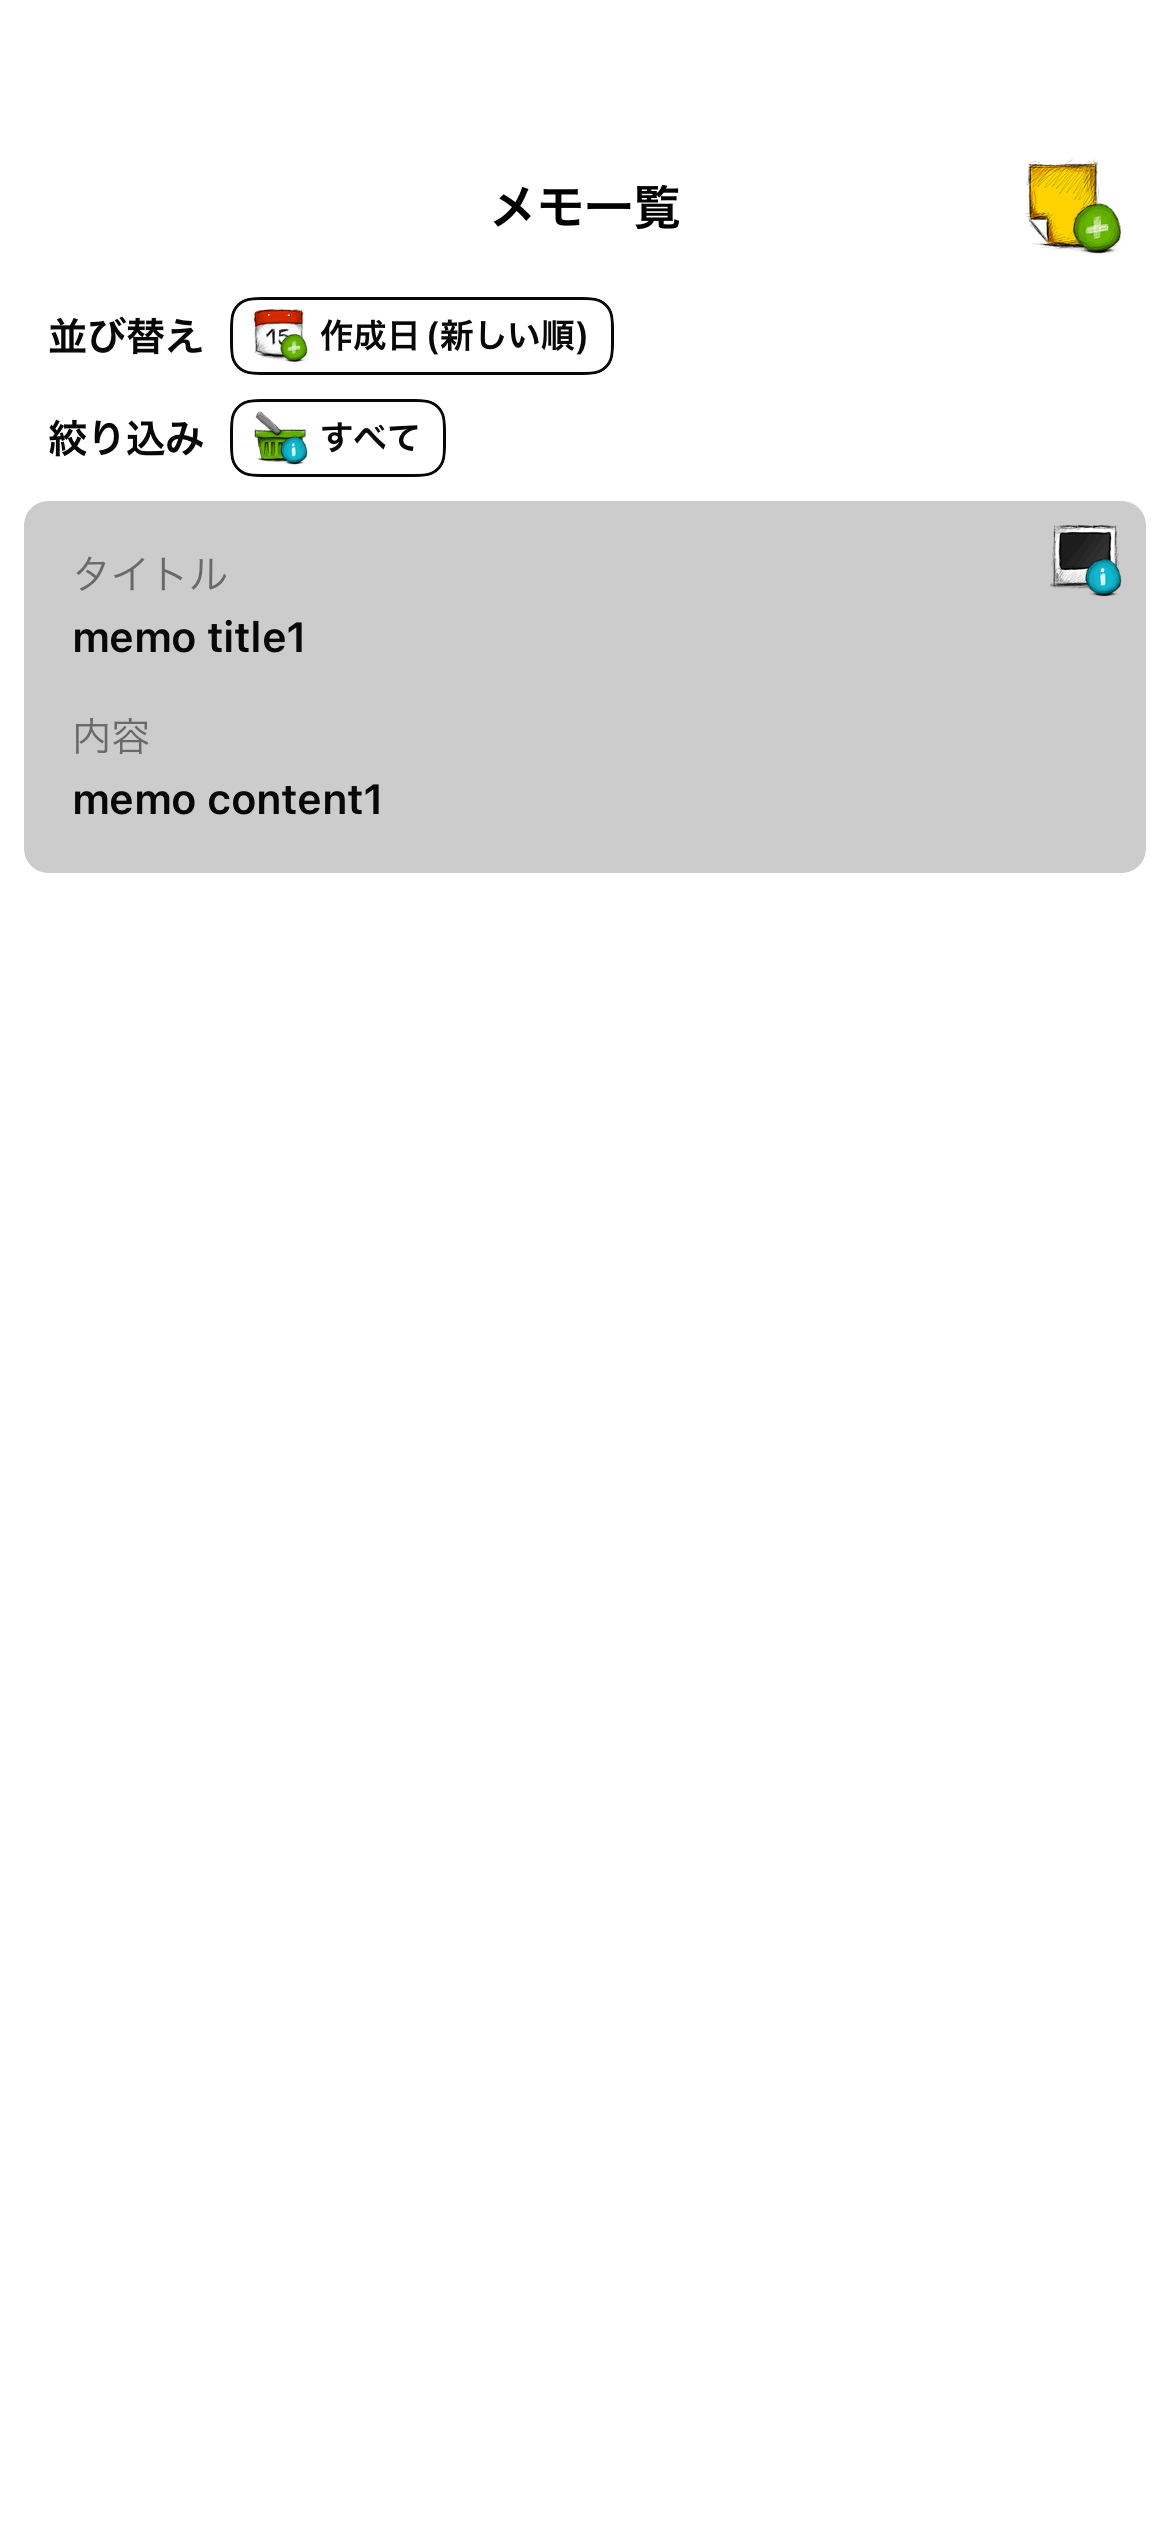 メモ一覧
並び替え 15 作成日(新しい順)
絞り込み i すべて
i
タイトル
memo title1
内容
memo content1